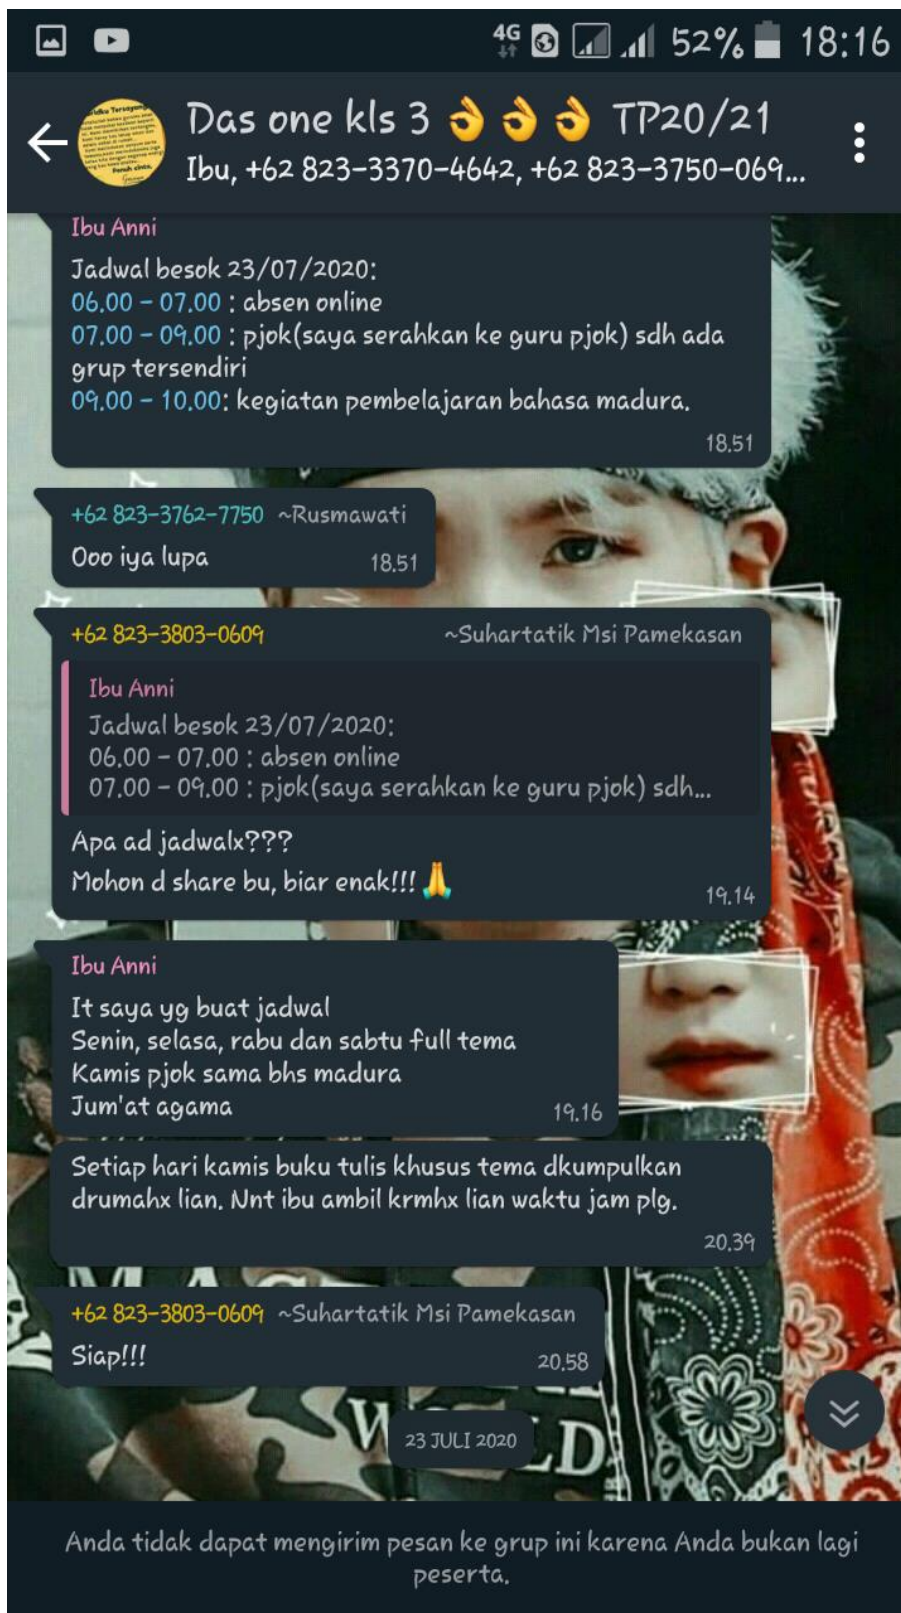 4G 52% 18:16
Das one kls 3 👌👌👌 TP20/21
Ibu, +62 823-3370-4642, +62 823-3750-069...
Ibu Anni
Jadwal besok 23/07/2020:
06.00 - 07.00 : absen online
07.00 - 09.00 : pjok(saya serahkan ke guru pjok) sdh ada
grup tersendiri
09.00 - 10.00: kegiatan pembelajaran bahasa madura.
18.51
+62 823-3762-7750 ~Rusmawati
Ooo iya lupa 18.51
+62 823-3803-0609 ~Suhartatik Msi Pamekasan
Ibu Anni
Jadwal besok 23/07/2020:
06.00 - 07.00 : absen online
07.00 - 09.00 : pjok(saya serahkan ke guru pjok) sdh...
Apa ad jadwalx???
Mohon d share bu, biar enak!!! 🙏 19.14
Ibu Anni
It saya yg buat jadwal
Senin, selasa, rabu dan sabtu full tema
Kamis pjok sama bhs madura
Jum'at agama 19.16
Setiap hari kamis buku tulis khusus tema dkumpulkan
drumahx lian. Nnt ibu ambil krmhx lian waktu jam plg.
20.39
+62 823-3803-0609 ~Suhartatik Msi Pamekasan
Siap!!! 20.58
23 JULI 2020
Anda tidak dapat mengirim pesan ke grup ini karena Anda bukan lagi
peserta.